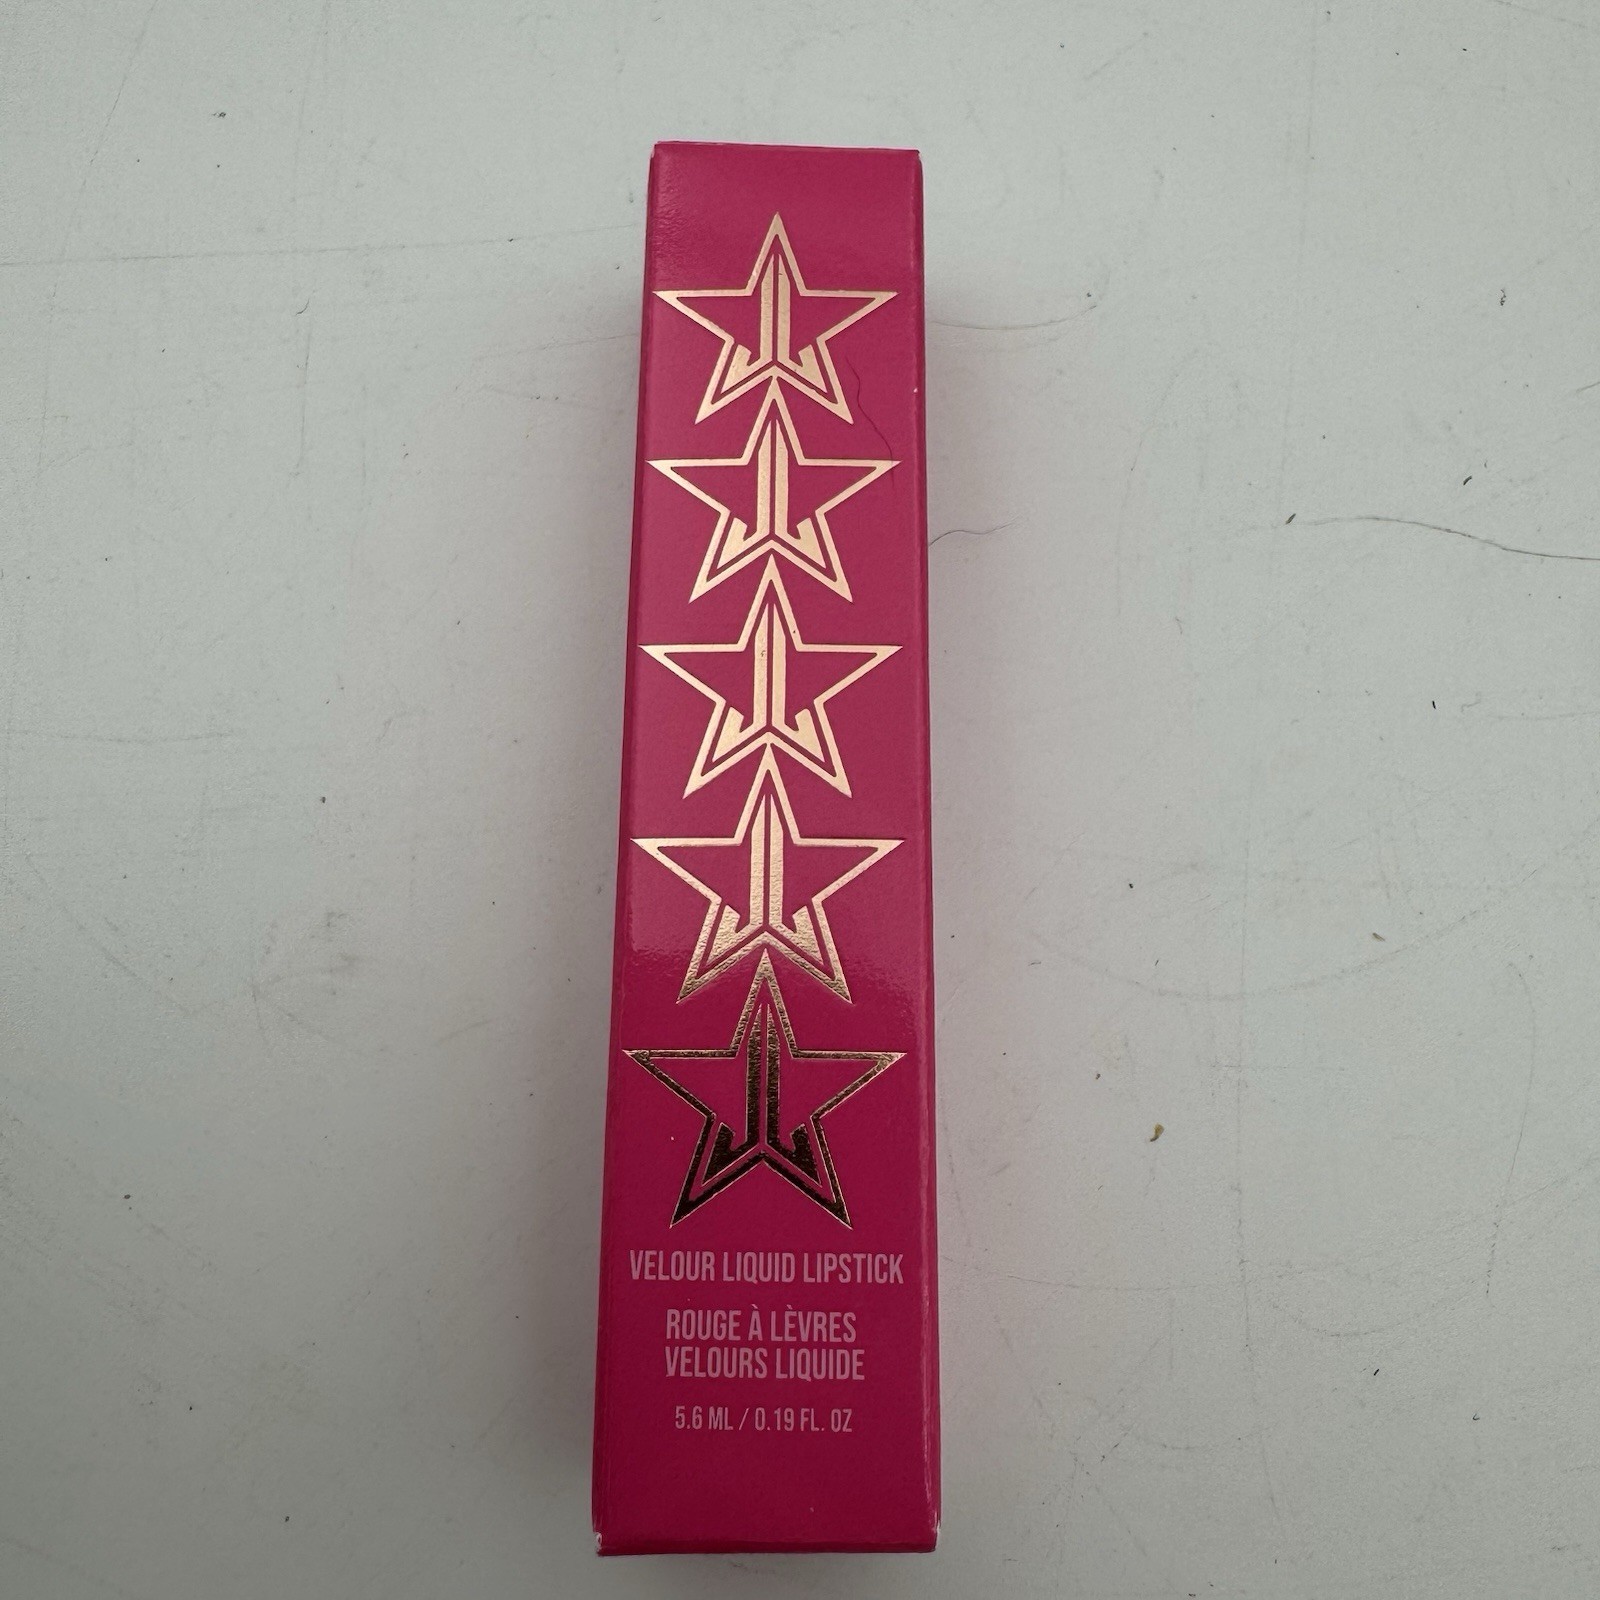 VELOUR LIQUID LIPSTICK
ROUGE À LÈVRES
VELOURS LIQUIDE
5.6 ML / 0.19 FL. OZ